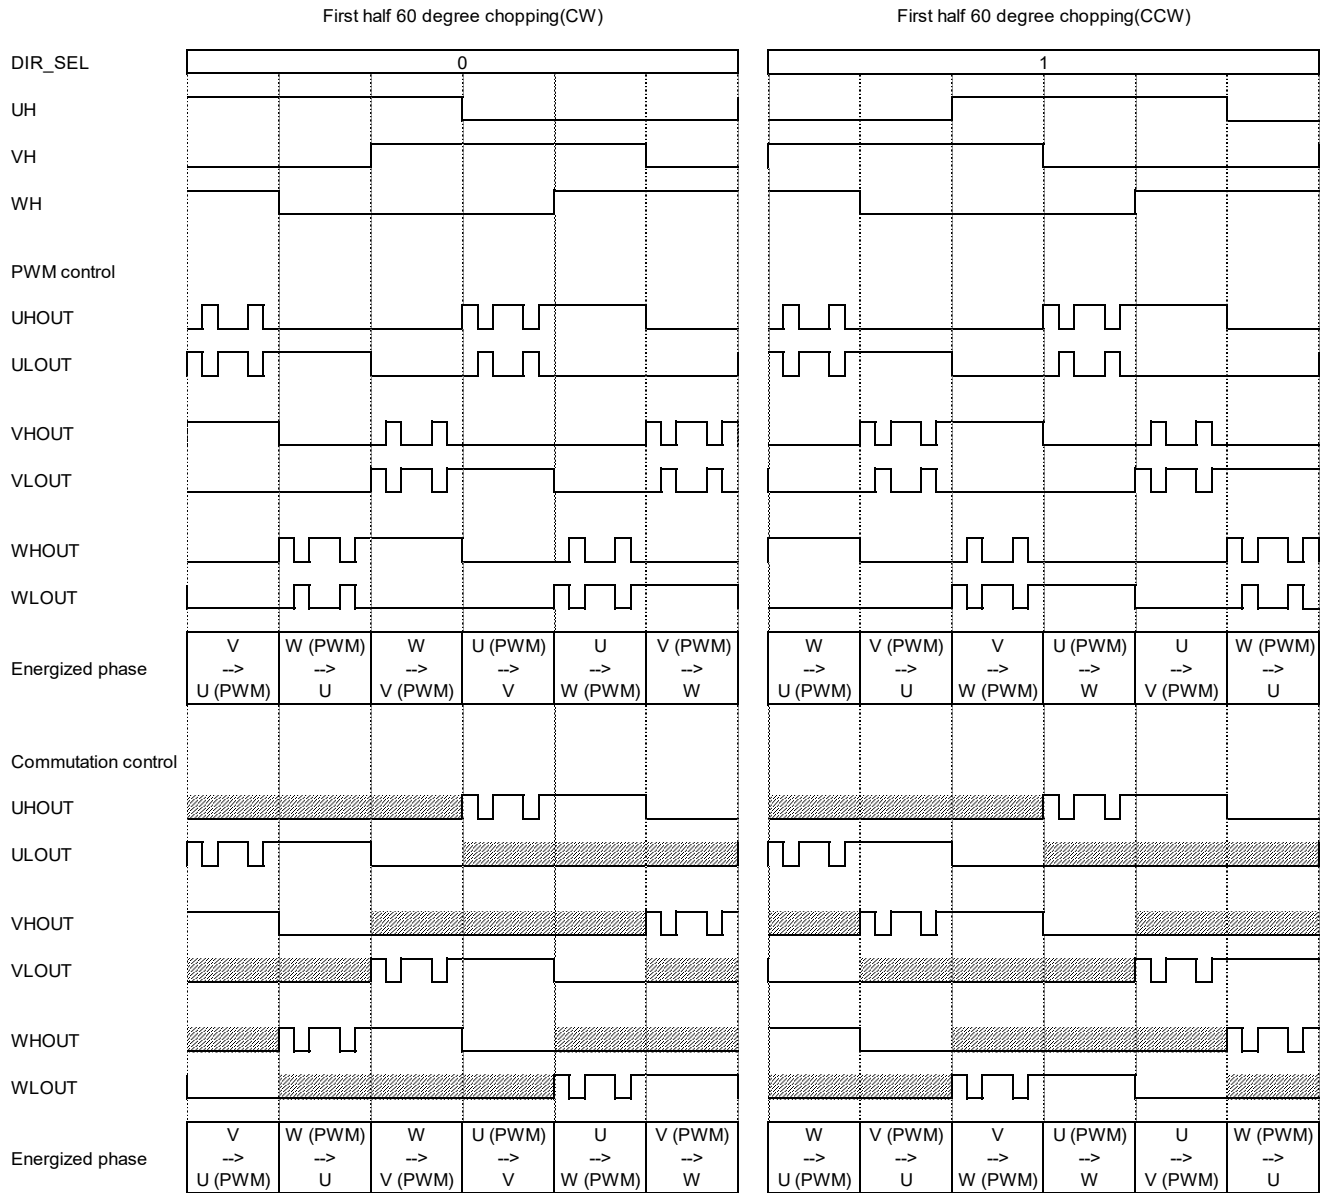 First half 60 degree chopping(CW) First half 60 degree chopping(CCW)
DIR_SEL 0 1
UH
VH
WH
PWM control
UHOUT
ULOUT
VHOUT
VLOUT
WHOUT
WLOUT
V W (PWM) W U (PWM) U V (PWM) W V (PWM) V U (PWM) U W (PWM)
Energized phase --> --> --> --> --> --> --> --> --> --> --> -->
U (PWM) U V (PWM) V W (PWM) W U (PWM) U W (PWM) W V (PWM) U
Commutation control
UHOUT
ULOUT
VHOUT
VLOUT
WHOUT
WLOUT
V W (PWM) W U (PWM) U V (PWM) W V (PWM) V U (PWM) U W (PWM)
Energized phase --> --> --> --> --> --> --> --> --> --> --> -->
U (PWM) U V (PWM) V W (PWM) W U (PWM) U W (PWM) W V (PWM) U